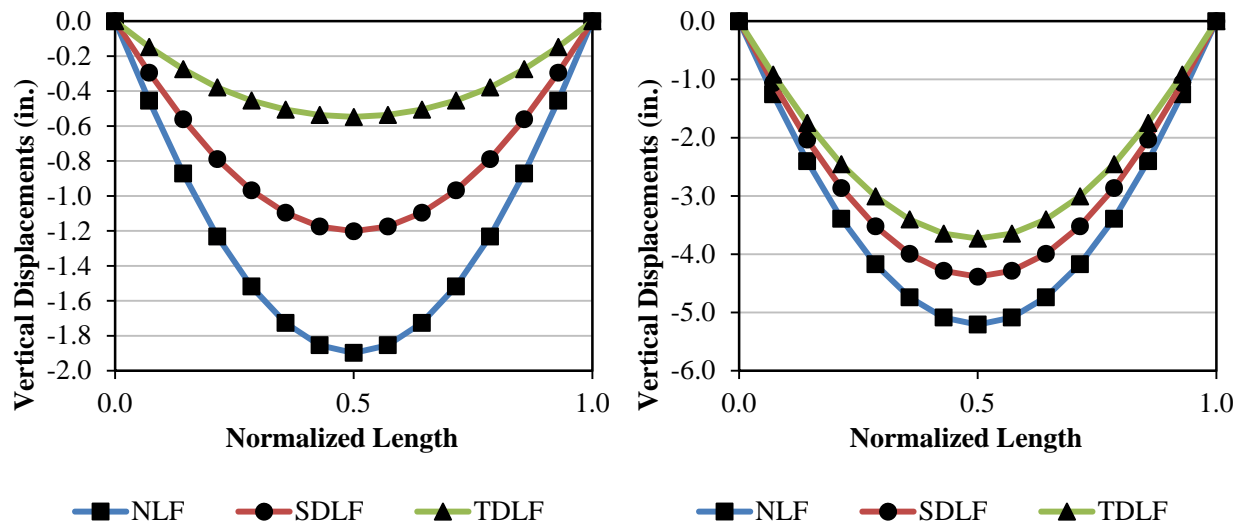 Vertical Displacements (in.)
0.0
-0.2
-0.4
-0.6
-0.8
-1.0
-1.2
-1.4
-1.6
-1.8
-2.0
0.0 0.5 1.0
Normalized Length
NLF SDLF TDLF
Vertical Displacements (in.)
0.0
-1.0
-2.0
-3.0
-4.0
-5.0
-6.0
0.0 0.5 1.0
Normalized Length
NLF SDLF TDLF